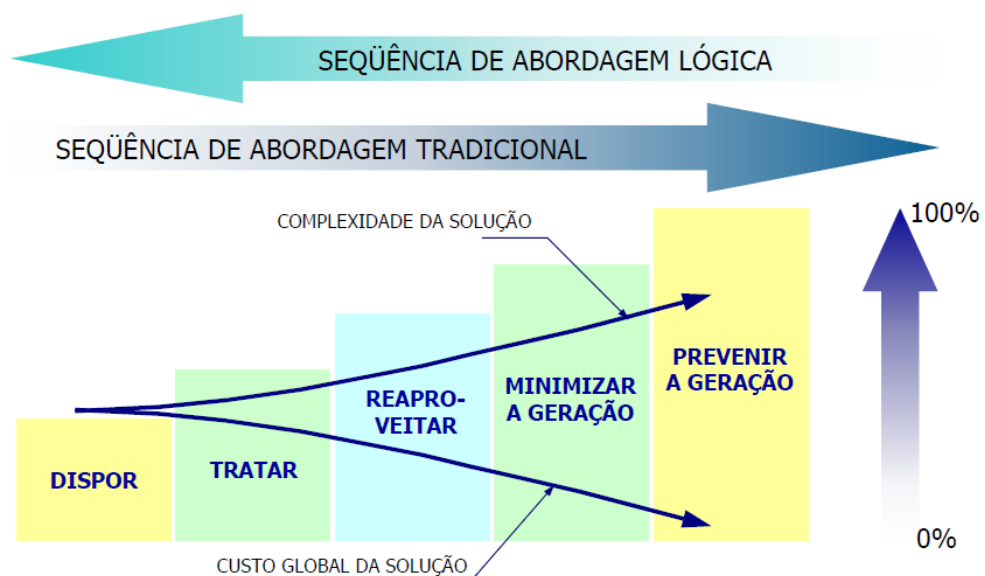 SEQÜÊNCIA DE ABORDAGEM LÓGICA
SEQÜÊNCIA DE ABORDAGEM TRADICIONAL
COMPLEXIDADE DA SOLUÇÃO
100%
PREVENIR
A GERAÇÃO
MINIMIZAR
A GERAÇÃO
REAPRO-
VEITAR
TRATAR
DISPOR
0%
CUSTO GLOBAL DA SOLUÇÃO